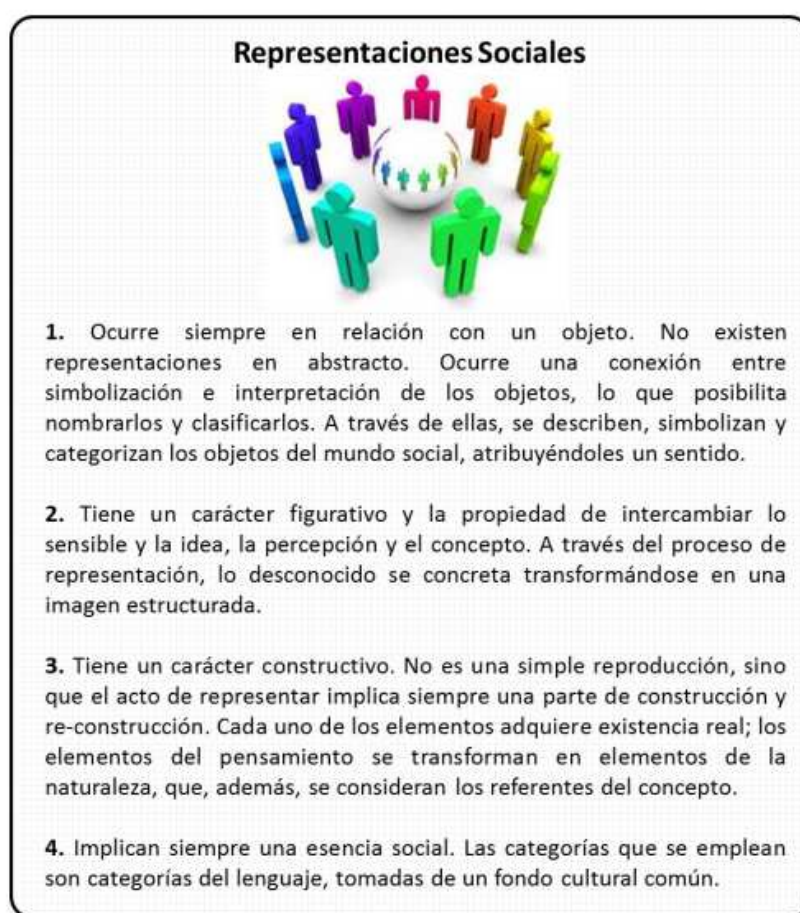 Representaciones Sociales
1. Ocurre siempre en relación con un objeto. No existen
representaciones en abstracto. Ocurre una conexión entre
simbolización e interpretación de los objetos, lo que posibilita
nombrarlos y clasificarlos. A través de ellas, se describen, simbolizan y
categorizan los objetos del mundo social, atribuyéndoles un sentido.
2. Tiene un carácter figurativo y la propiedad de intercambiar lo
sensible y la idea, la percepción y el concepto. A través del proceso de
representación, lo desconocido se concreta transformándose en una
imagen estructurada.
3. Tiene un carácter constructivo. No es una simple reproducción, sino
que el acto de representar implica siempre una parte de construcción y
re-construcción. Cada uno de los elementos adquiere existencia real; los
elementos del pensamiento se transforman en elementos de la
naturaleza, que, además, se consideran los referentes del concepto.
4. Implican siempre una esencia social. Las categorías que se emplean
son categorías del lenguaje, tomadas de un fondo cultural común.